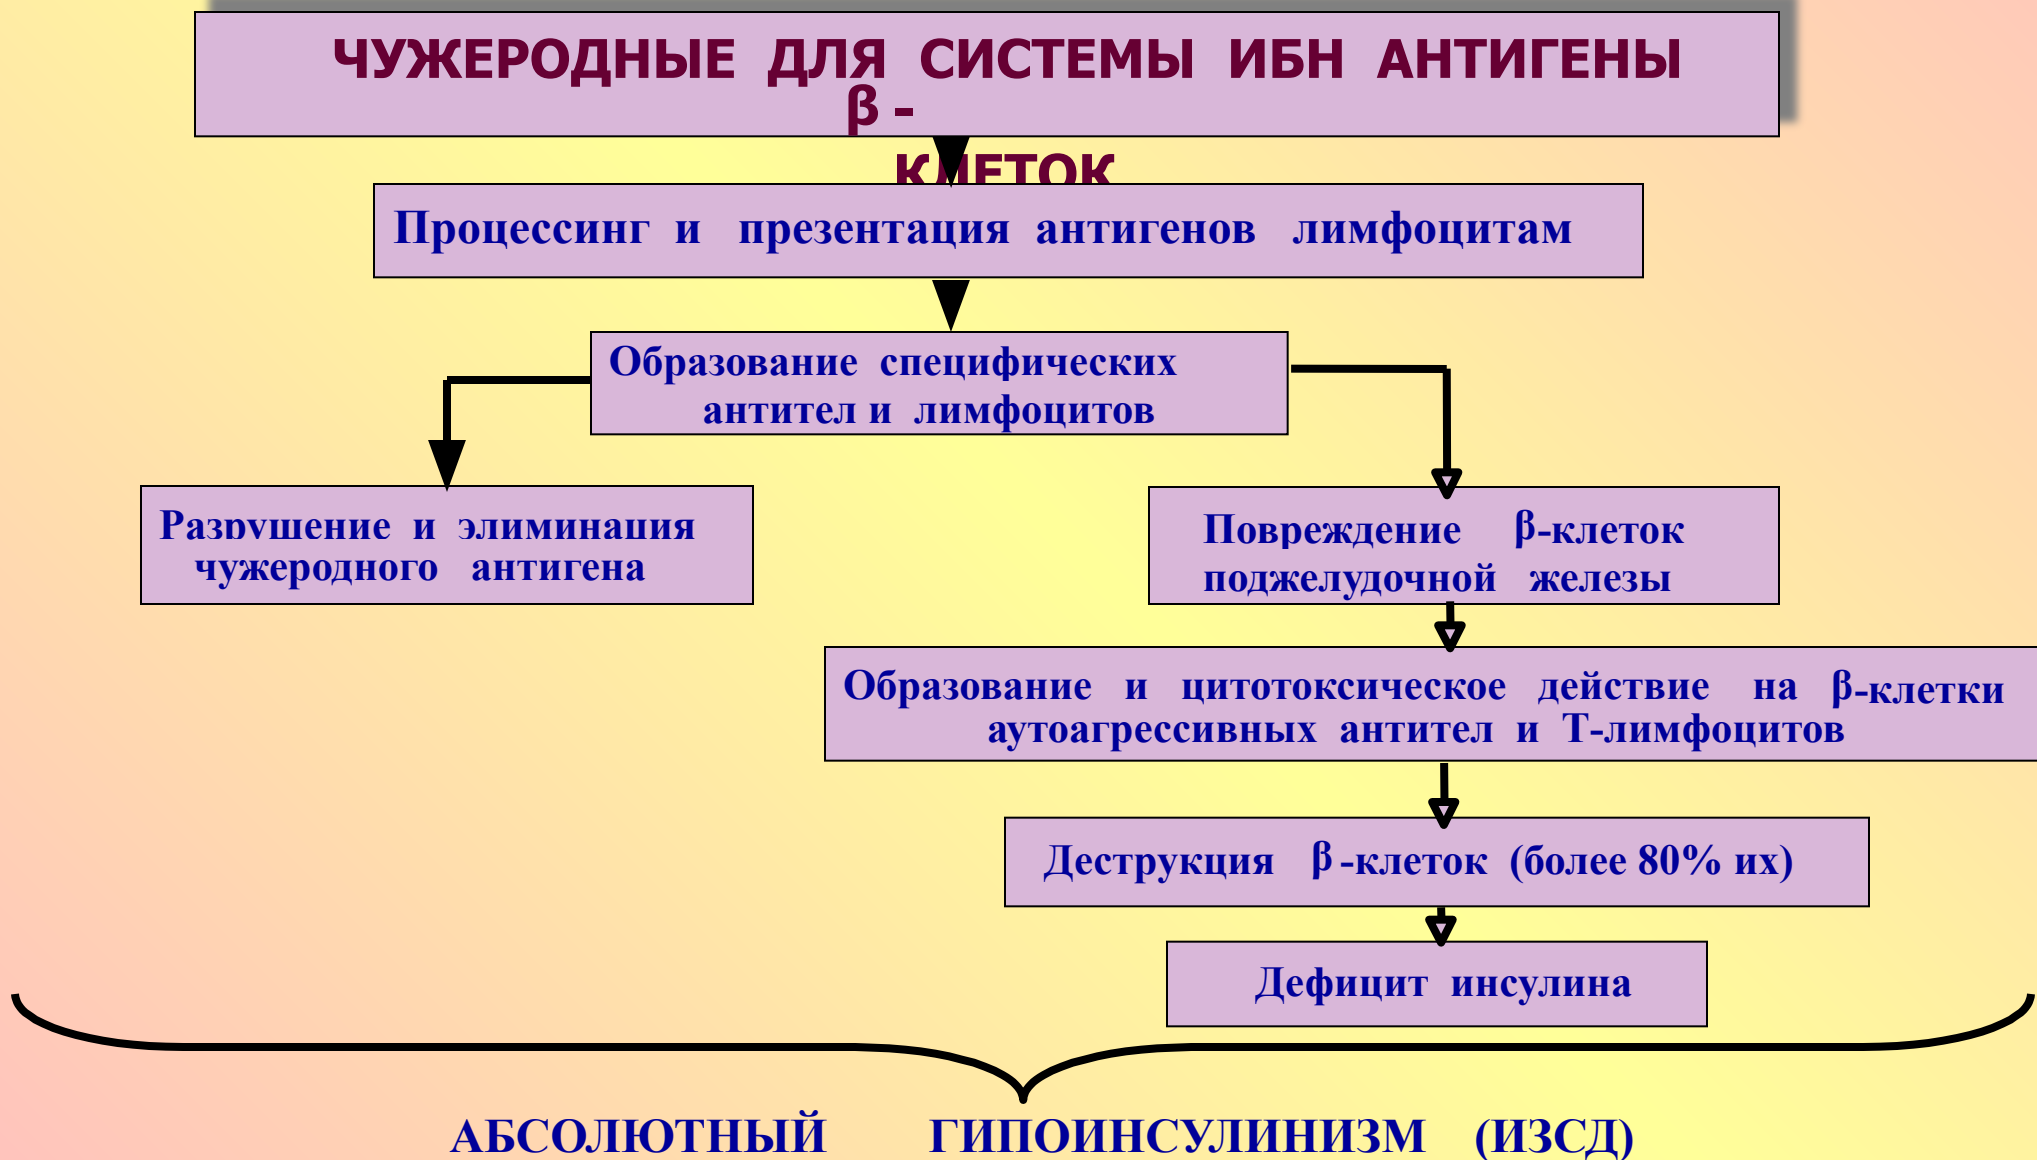 ЧУЖЕРОДНЫЕ ДЛЯ СИСТЕМЫ ИБН АНТИГЕНЫ
β -
КЛЕТОК
Процессинг и презентация антигенов лимфоцитам
Образование специфических
антител и лимфоцитов
Разрушение и элиминация
чужеродного антигена
Повреждение β-клеток
поджелудочной железы
Образование и цитотоксическое действие на β-клетки
аутоагрессивных антител и Т-лимфоцитов
Деструкция β -клеток (более 80% их)
Дефицит инсулина
АБСОЛЮТНЫЙ ГИПОИНСУЛИНИЗМ (ИЗСД)